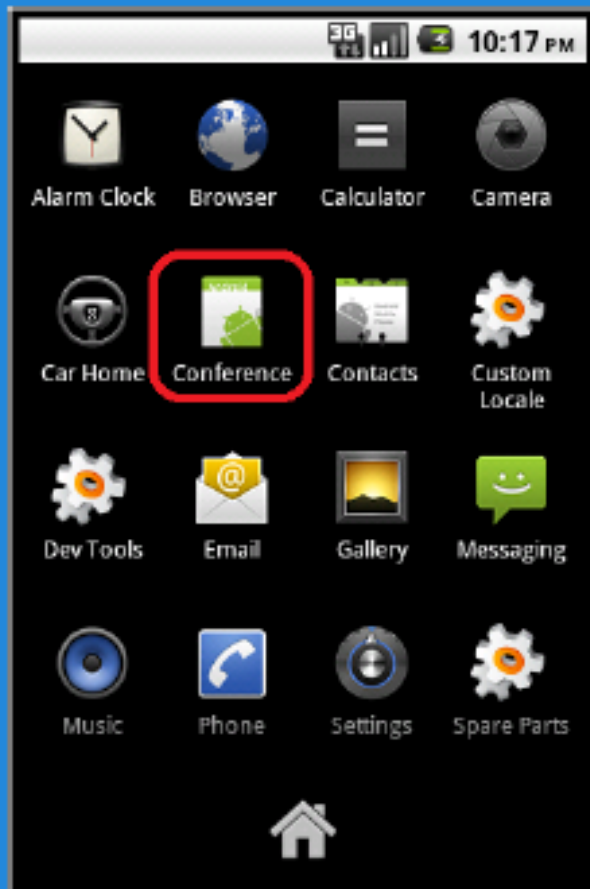 3G 10:17 PM
Alarm Clock Browser Calculator Camera
Car Home Conference Contacts Custom Locale
Dev Tools Email Gallery Messaging
Music Phone Settings Spare Parts